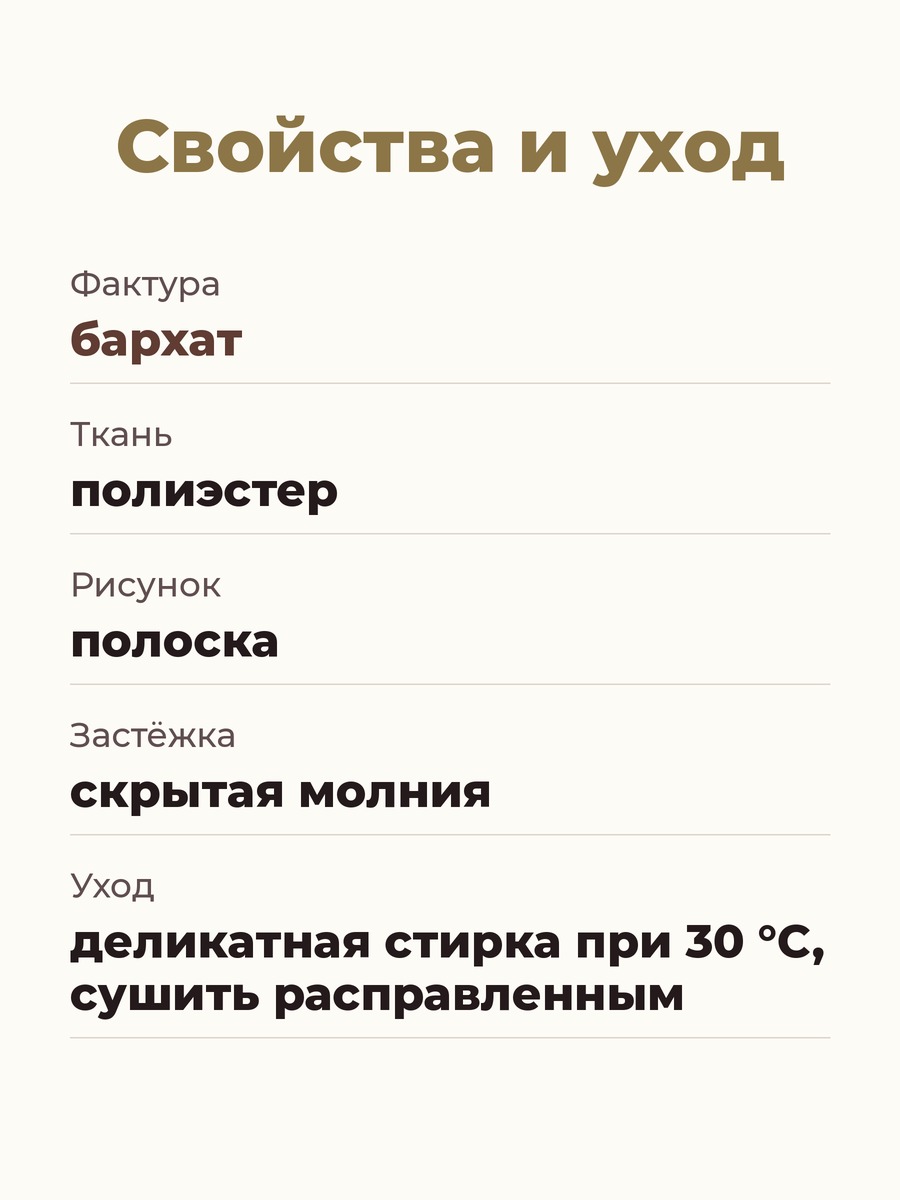 Свойства и уход
Фактура
бархат
Ткань
полиэстер
Рисунок
полоска
Застёжка
скрытая молния
Уход
деликатная стирка при 30 °С,
сушить расправленным